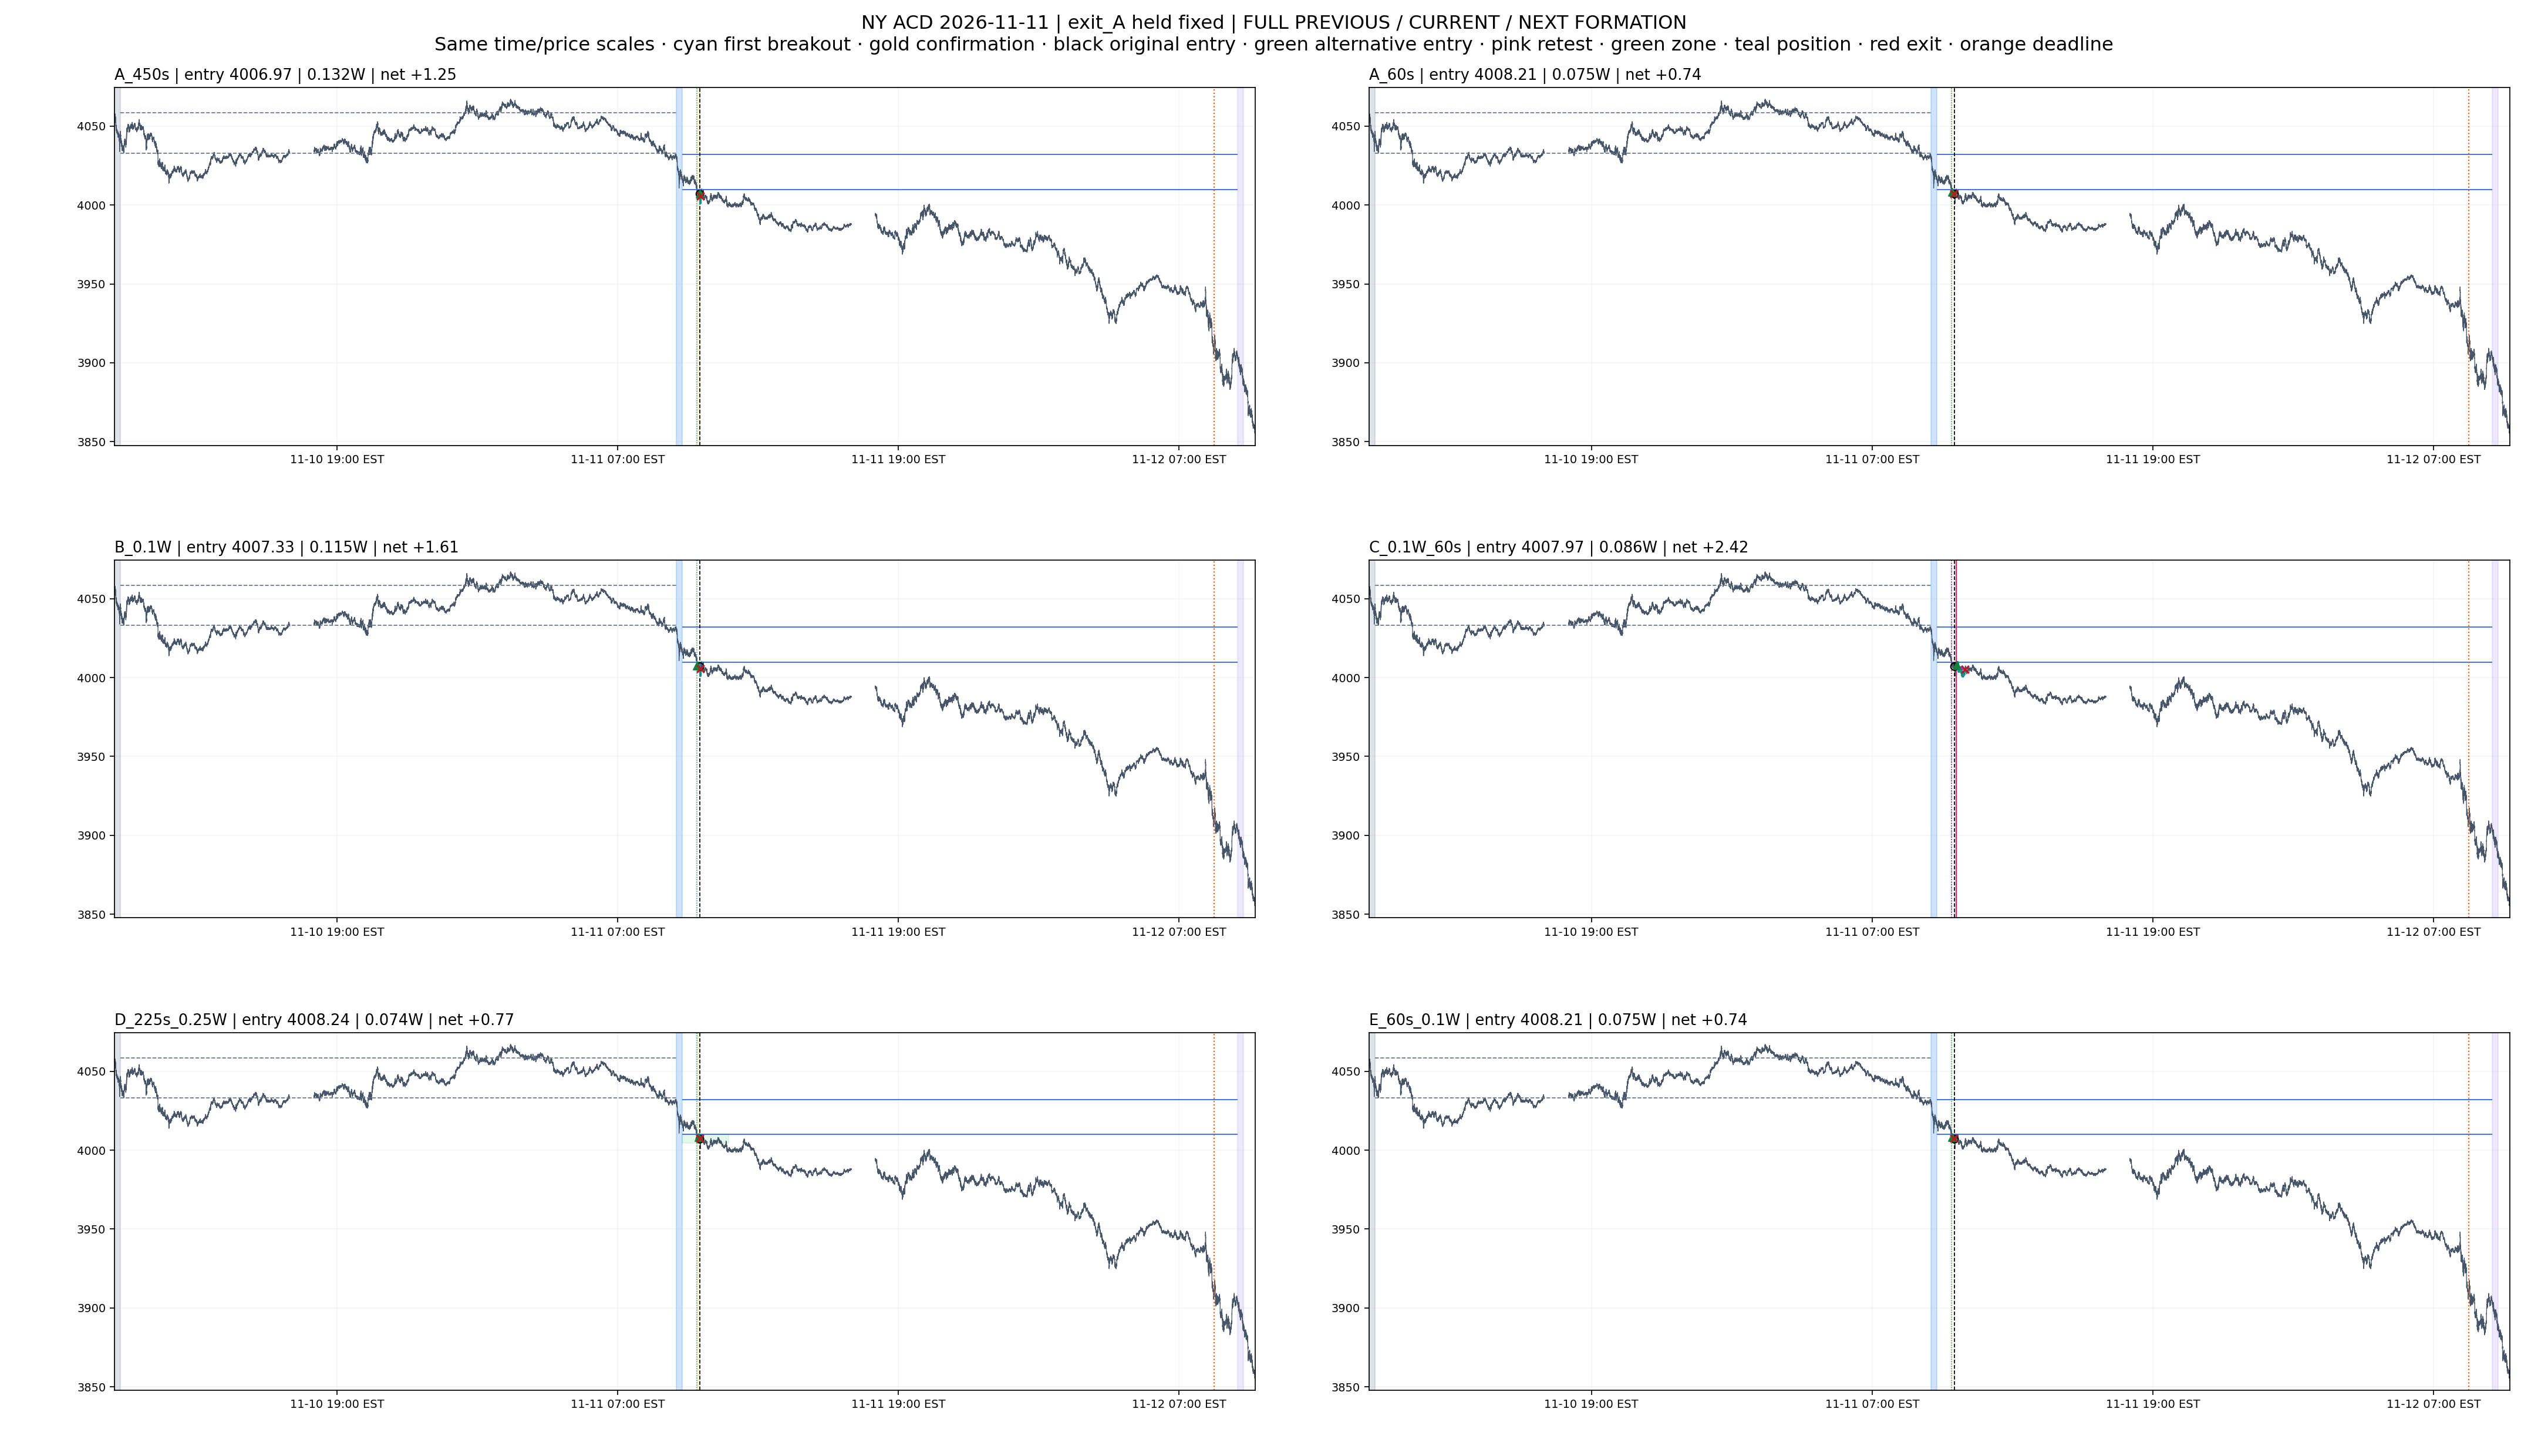 NY ACD 2026-11-11 | exit_A held fixed | FULL PREVIOUS / CURRENT / NEXT FORMATION
Same time/price scales · cyan first breakout · gold confirmation · black original entry · green alternative entry · pink retest · green zone · teal position · red exit · orange deadline
A_450s | entry 4006.97 | 0.132W | net +1.25
4050
4000
3950
3900
3850
11-10 19:00 EST
11-11 07:00 EST
11-11 19:00 EST
11-12 07:00 EST
A_60s | entry 4008.21 | 0.075W | net +0.74
4050
4000
3950
3900
3850
11-10 19:00 EST
11-11 07:00 EST
11-11 19:00 EST
11-12 07:00 EST
B_0.1W | entry 4007.33 | 0.115W | net +1.61
4050
4000
3950
3900
3850
11-10 19:00 EST
11-11 07:00 EST
11-11 19:00 EST
11-12 07:00 EST
C_0.1W_60s | entry 4007.97 | 0.086W | net +2.42
4050
4000
3950
3900
3850
11-10 19:00 EST
11-11 07:00 EST
11-11 19:00 EST
11-12 07:00 EST
D_225s_0.25W | entry 4008.24 | 0.074W | net +0.77
4050
4000
3950
3900
3850
11-10 19:00 EST
11-11 07:00 EST
11-11 19:00 EST
11-12 07:00 EST
E_60s_0.1W | entry 4008.21 | 0.075W | net +0.74
4050
4000
3950
3900
3850
11-10 19:00 EST
11-11 07:00 EST
11-11 19:00 EST
11-12 07:00 EST